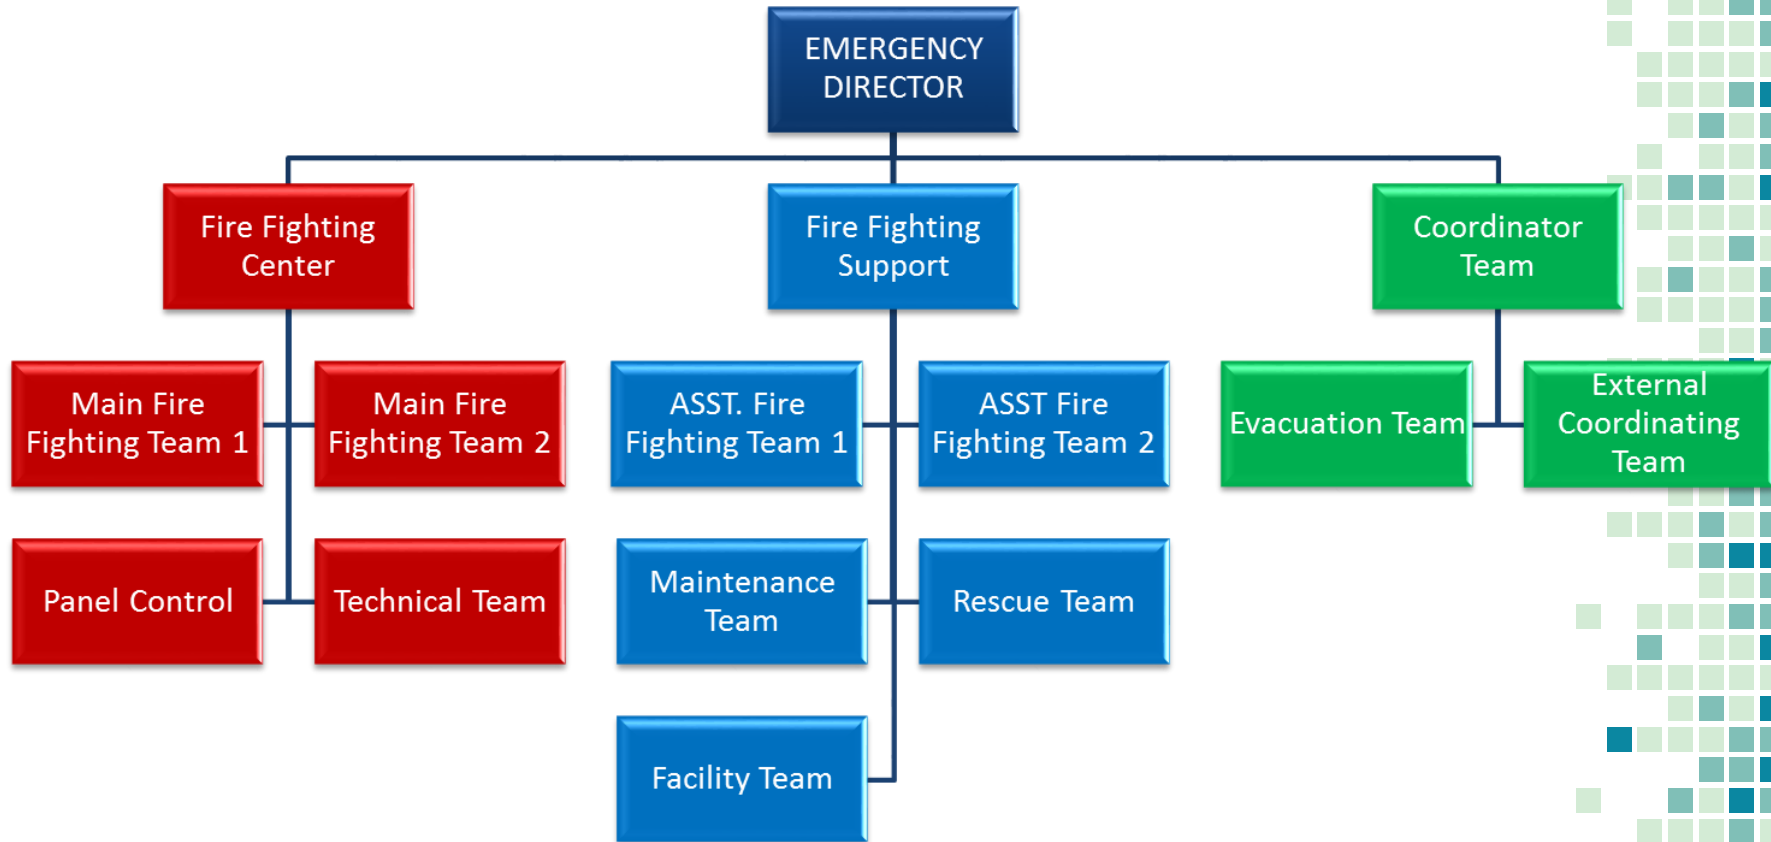 EMERGENCY
DIRECTOR
Fire Fighting
Center
Fire Fighting
Support
Coordinator
Team
Main Fire
Fighting Team 1
Main Fire
Fighting Team 2
ASST. Fire
Fighting Team 1
ASST Fire
Fighting Team 2
Evacuation Team
External
Coordinating
Team
Panel Control
Technical Team
Maintenance
Team
Rescue Team
Facility Team